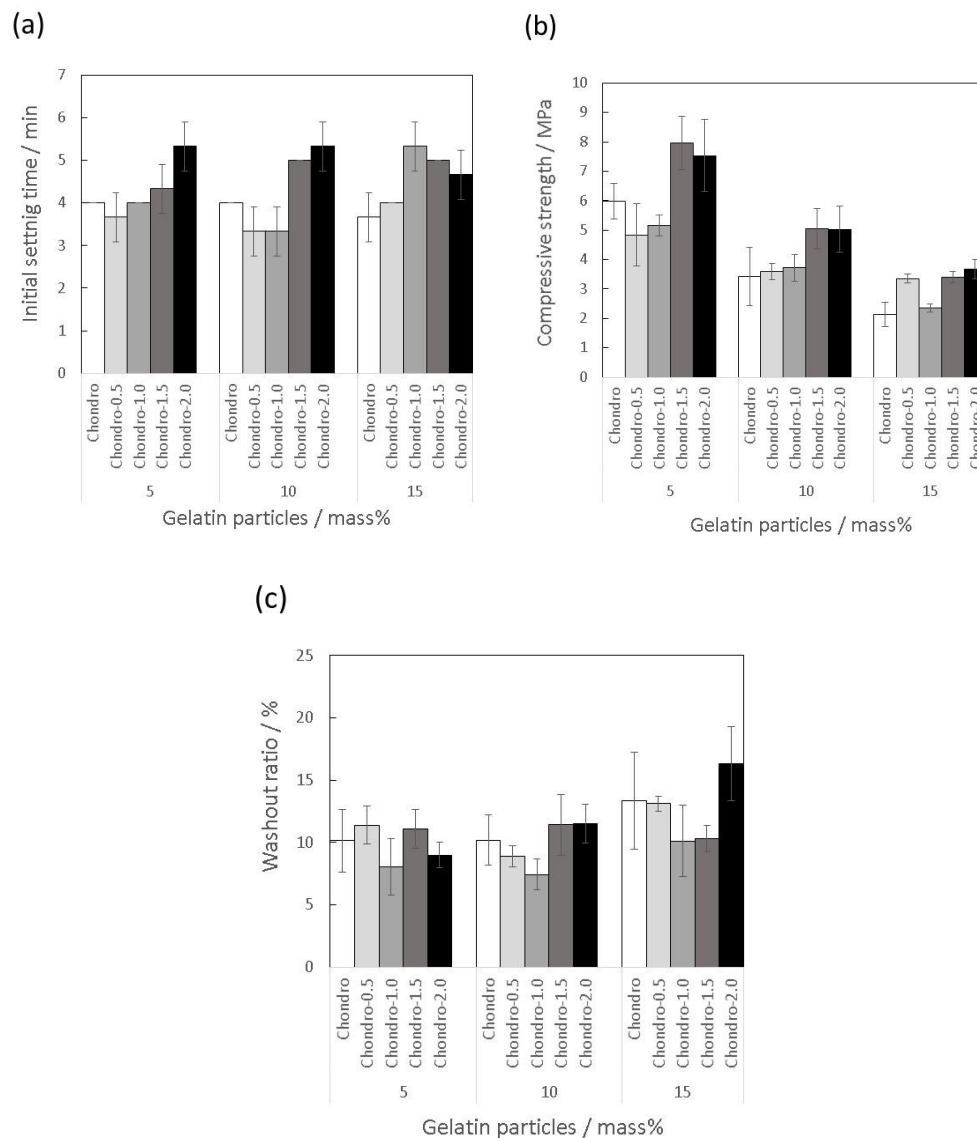 (a)
7
6
5
4
3
2
1
0
Initial settnig time / min
Chondro
Chondro-0.5
Chondro-1.0
Chondro-1.5
Chondro-2.0
Chondro
Chondro-0.5
Chondro-1.0
Chondro-1.5
Chondro-2.0
Chondro
Chondro-0.5
Chondro-1.0
Chondro-1.5
Chondro-2.0
5
10
15
Gelatin particles / mass%
(b)
10
9
8
7
6
5
4
3
2
1
0
Compressive strength / MPa
Chondro
Chondro-0.5
Chondro-1.0
Chondro-1.5
Chondro-2.0
Chondro
Chondro-0.5
Chondro-1.0
Chondro-1.5
Chondro-2.0
Chondro
Chondro-0.5
Chondro-1.0
Chondro-1.5
Chondro-2.0
5
10
15
Gelatin particles / mass%
(c)
25
20
15
10
5
0
Washout ratio / %
Chondro
Chondro-0.5
Chondro-1.0
Chondro-1.5
Chondro-2.0
Chondro
Chondro-0.5
Chondro-1.0
Chondro-1.5
Chondro-2.0
Chondro
Chondro-0.5
Chondro-1.0
Chondro-1.5
Chondro-2.0
5
10
15
Gelatin particles / mass%